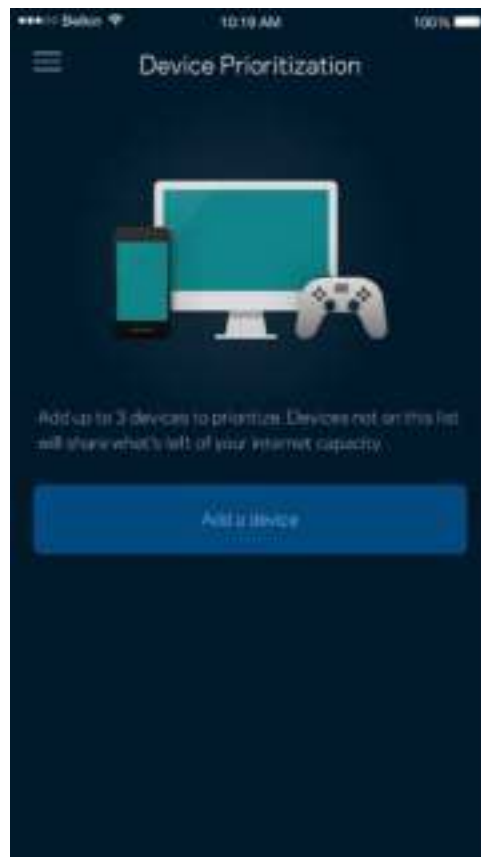 Belkin 10:19 AM 100%
Device Prioritization
Add up to 3 devices to prioritize. Devices not on this list
will share what's left of your internet capacity.
Add a device